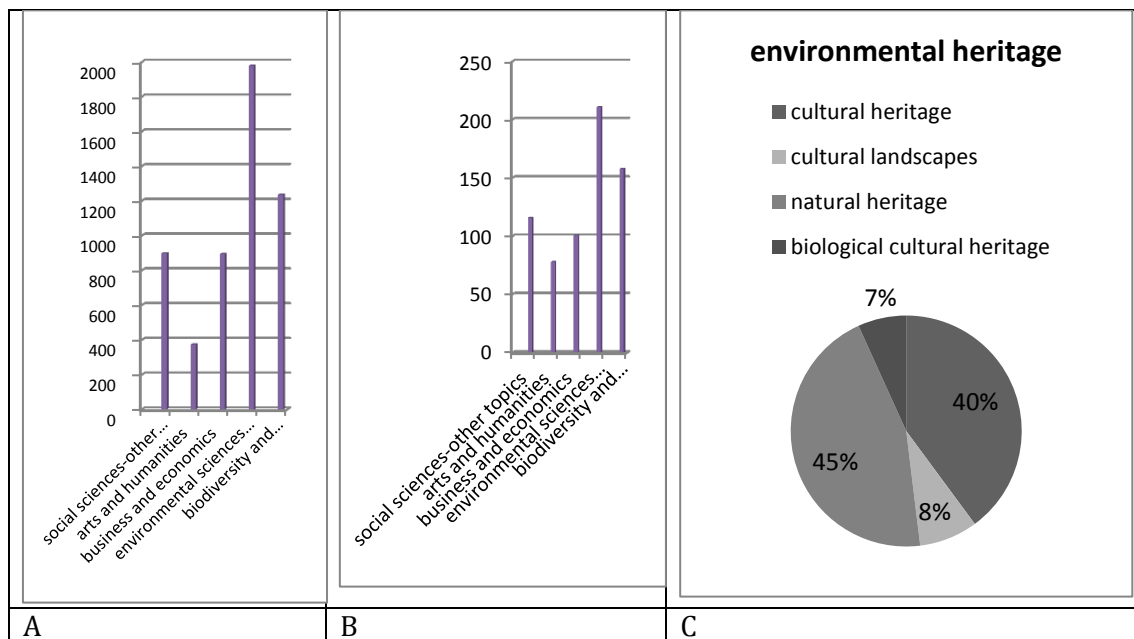 2000
1800
1600
1400
1200
1000
800
600
400
200
0
social sciences-other...
arts and humanities
business and economics
environmental sciences...
biodiversity and...
A
250
200
150
100
50
0
social sciences-other topics
arts and humanities
business and economics
environmental sciences...
biodiversity and...
B
environmental heritage
cultural heritage
cultural landscapes
natural heritage
biological cultural heritage
7%
40%
45%
8%
C